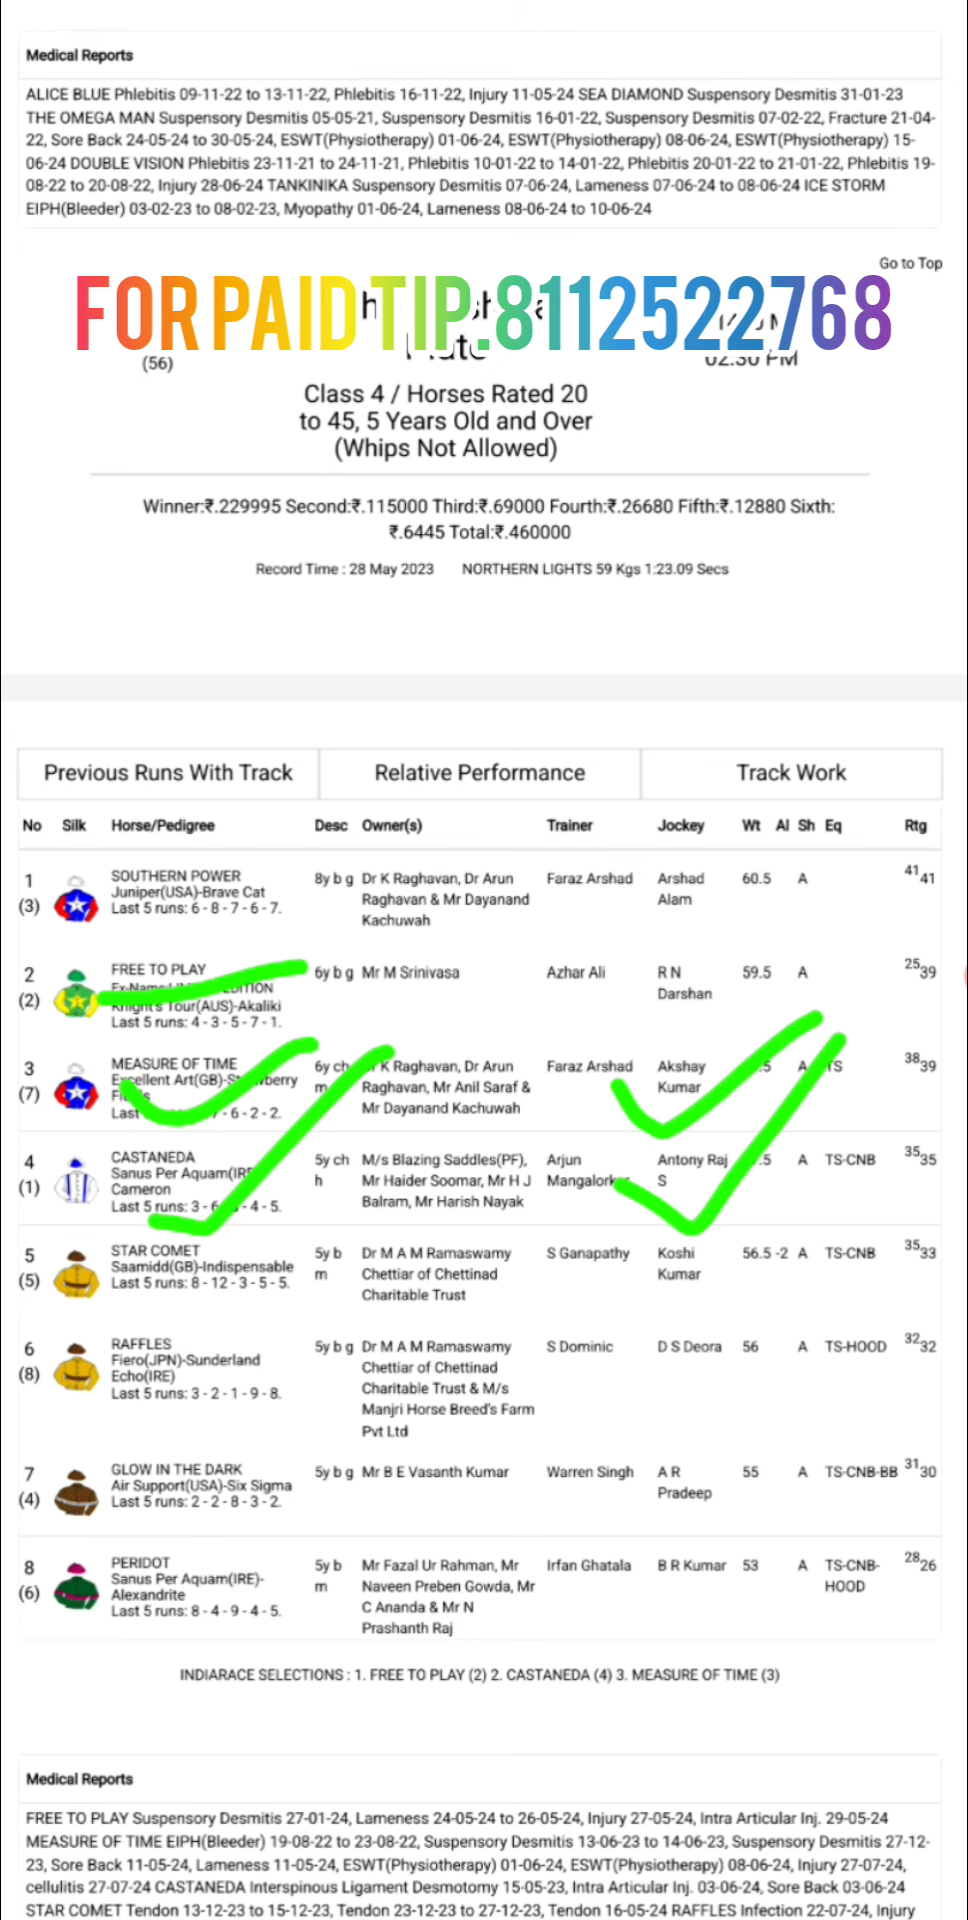 Medical Reports
ALICE BLUE Phlebitis 09-11-22 to 13-11-22, Phlebitis 16-11-22, Injury 11-05-24 SEA DIAMOND Suspensory Desmitis 31-01-23
THE OMEGA MAN Suspensory Desmitis 05-05-21, Suspensory Desmitis 16-01-22, Suspensory Desmitis 07-02-22, Fracture 21-04-
22, Sore Back 24-05-24 to 30-05-24, ESWT(Physiotherapy) 01-06-24, ESWT(Physiotherapy) 08-06-24, ESWT(Physiotherapy) 15-
06-24 DOUBLE VISION Phlebitis 23-11-21 to 24-11-21, Phlebitis 10-01-22 to 14-01-22, Phlebitis 20-01-22 to 21-01-22, Phlebitis 19-
08-22 to 20-08-22, Injury 28-06-24 TANKINIKA Suspensory Desmitis 07-06-24, Lameness 07-06-24 to 08-06-24 ICE STORM
EIPH(Bleeder) 03-02-23 to 08-02-23, Myopathy 01-06-24, Lameness 08-06-24 to 10-06-24
Go to Top
FOR PAID TIP.8112522768
(56)
02.30 PM
Class 4 / Horses Rated 20
to 45, 5 Years Old and Over
(Whips Not Allowed)
Winner:₹.229995 Second:₹.115000 Third:₹.69000 Fourth:₹.26680 Fifth:₹.12880 Sixth:
₹.6445 Total:₹.460000
Record Time : 28 May 2023 NORTHERN LIGHTS 59 Kgs 1:23.09 Secs
Previous Runs With Track Relative Performance Track Work
No Silk Horse/Pedigree Desc Owner(s) Trainer Jockey Wt Al Sh Eq Rtg
1 SOUTHERN POWER 8y b g Dr K Raghavan, Dr Arun Faraz Arshad Arshad 60.5 A 41 41
(3) Juniper(USA)-Brave Cat Raghavan & Mr Dayanand Alam
Last 5 runs: 6 - 8 - 7 - 6 - 7. Kachuwah
2 FREE TO PLAY 6y b g Mr M Srinivasa Azhar Ali R N 59.5 A 25 39
(2) Ex-Name: Darshan
Knight's Tour(AUS)-Akaliki
Last 5 runs: 4 - 3 - 5 - 7 - 1.
3 MEASURE OF TIME 6y ch K Raghavan, Dr Arun Faraz Arshad Akshay A TS 38 39
(7) Excellent Art(GB)- m Raghavan, Mr Anil Saraf & Kumar
Last - 6 - 2 - 2. Mr Dayanand Kachuwah
4 CASTANEDA 5y ch M/s Blazing Saddles(PF), Arjun Antony Raj A TS-CNB 35 35
(1) Sanus Per Aquam(IRE h Mr Haider Soomar, Mr H J Mangalorkar S
Cameron Balram, Mr Harish Nayak
Last 5 runs: 3 - 6 - 4 - 5.
5 STAR COMET 5y b Dr M A M Ramaswamy S Ganapathy Koshi 56.5 -2 A TS-CNB 35 33
(5) Saamidd(GB)-Indispensable m Chettiar of Chettinad Kumar
Last 5 runs: 8 - 12 - 3 - 5 - 5. Charitable Trust
6 RAFFLES 5y b g Dr M A M Ramaswamy S Dominic D S Deora 56 A TS-HOOD 32 32
(8) Fiero(JPN)-Sunderland Chettiar of Chettinad
Echo(IRE) Charitable Trust & M/s
Last 5 runs: 3 - 2 - 1 - 9 - 8. Manjri Horse Breed's Farm
Pvt Ltd
7 GLOW IN THE DARK 5y b g Mr B E Vasanth Kumar Warren Singh A R 55 A TS-CNB-BB 31 30
(4) Air Support(USA)-Six Sigma Pradeep
Last 5 runs: 2 - 2 - 8 - 3 - 2.
8 PERIDOT 5y b Mr Fazal Ur Rahman, Mr Irfan Ghatala B R Kumar 53 A TS-CNB- 28 26
(6) Sanus Per Aquam(IRE)- m Naveen Preben Gowda, Mr HOOD
Alexandrite C Ananda & Mr N
Last 5 runs: 8 - 4 - 9 - 4 - 5. Prashanth Raj
INDIARACE SELECTIONS : 1. FREE TO PLAY (2) 2. CASTANEDA (4) 3. MEASURE OF TIME (3)
Medical Reports
FREE TO PLAY Suspensory Desmitis 27-01-24, Lameness 24-05-24 to 26-05-24, Injury 27-05-24, Intra Articular Inj. 29-05-24
MEASURE OF TIME EIPH(Bleeder) 19-08-22 to 23-08-22, Suspensory Desmitis 13-06-23 to 14-06-23, Suspensory Desmitis 27-12-
23, Sore Back 11-05-24, Lameness 11-05-24, ESWT(Physiotherapy) 01-06-24, ESWT(Physiotherapy) 08-06-24, Injury 27-07-24,
cellulitis 27-07-24 CASTANEDA Interspinous Ligament Desmotomy 15-05-23, Intra Articular Inj. 03-06-24, Sore Back 03-06-24
STAR COMET Tendon 13-12-23 to 15-12-23, Tendon 23-12-23 to 27-12-23, Tendon 16-05-24 RAFFLES Infection 22-07-24, Injury